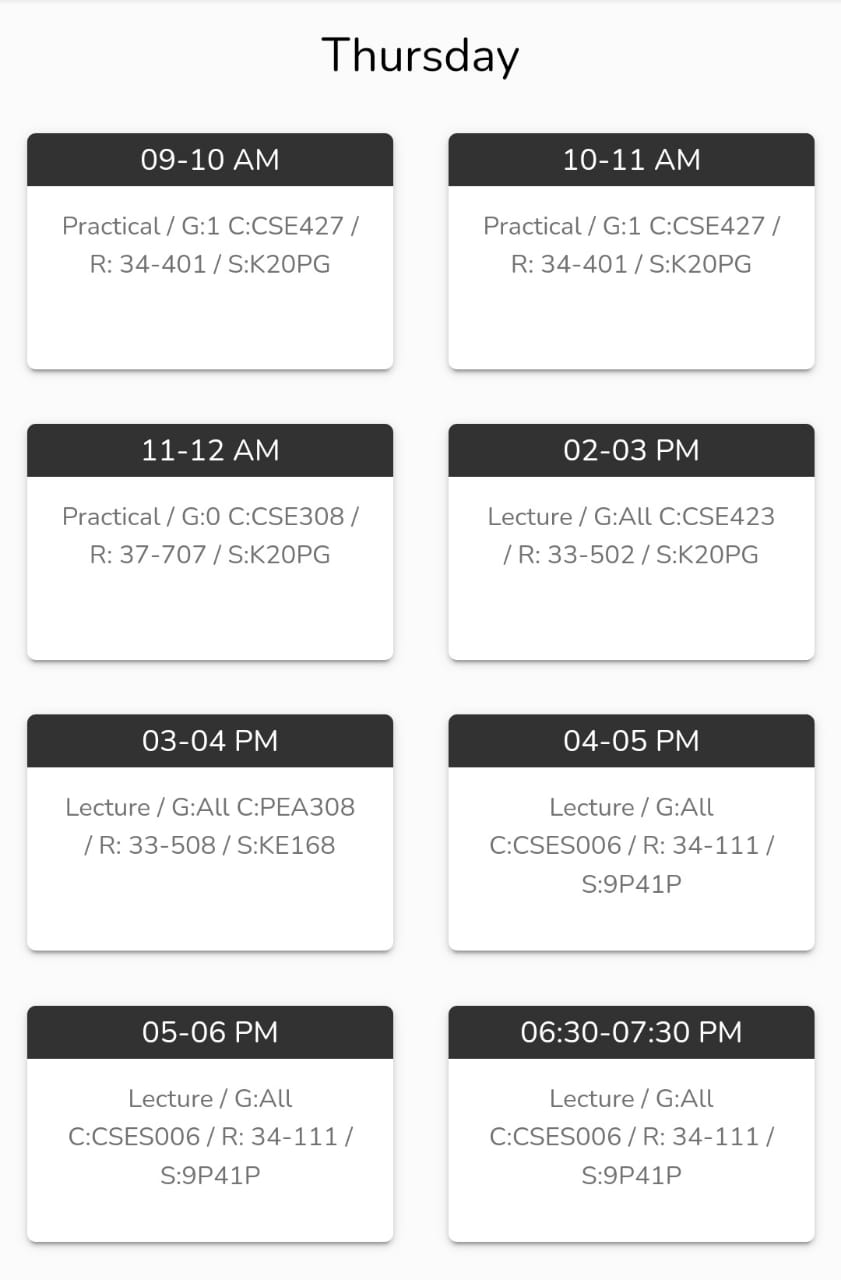 Thursday
09-10 AM
Practical / G:1 C:CSE427 /
R: 34-401 / S:K20PG
10-11 AM
Practical / G:1 C:CSE427 /
R: 34-401 / S:K20PG
11-12 AM
Practical / G:0 C:CSE308 /
R: 37-707 / S:K20PG
02-03 PM
Lecture / G:All C:CSE423
/ R: 33-502 / S:K20PG
03-04 PM
Lecture / G:All C:PEA308
/ R: 33-508 / S:KE168
04-05 PM
Lecture / G:All
C:CSES006 / R: 34-111 /
S:9P41P
05-06 PM
Lecture / G:All
C:CSES006 / R: 34-111 /
S:9P41P
06:30-07:30 PM
Lecture / G:All
C:CSES006 / R: 34-111 /
S:9P41P